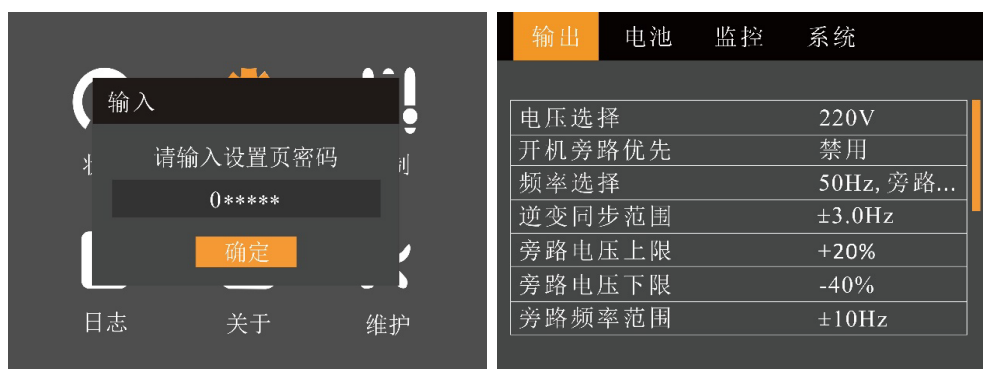 输入
请输入设置页密码
0*****
确定
日志 关于 维护
输出 电池 监控 系统
电压选择 220V
开机旁路优先 禁用
频率选择 50Hz,旁路...
逆变同步范围 ±3.0Hz
旁路电压上限 +20%
旁路电压下限 -40%
旁路频率范围 ±10Hz